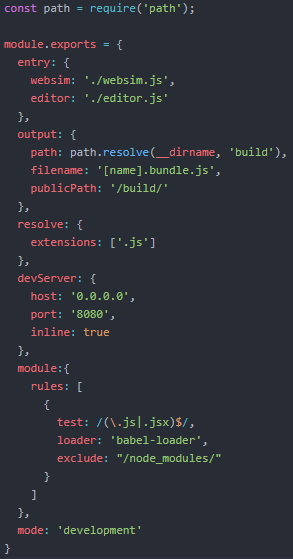 const path = require('path');

module.exports = {
  entry: {
    websim: './websim.js',
    editor: './editor.js'
  },
  output: {
    path: path.resolve(__dirname, 'build'),
    filename: '[name].bundle.js',
    publicPath: '/build/'
  },
  resolve: {
    extensions: ['.js']
  },
  devServer: {
    host: '0.0.0.0',
    port: '8080',
    inline: true
  },
  module:{
    rules: [
      {
        test: /(\.js|.jsx)$/,
        loader: 'babel-loader',
        exclude: "/node_modules/"
      }
    ]
  },
  mode: 'development'
}